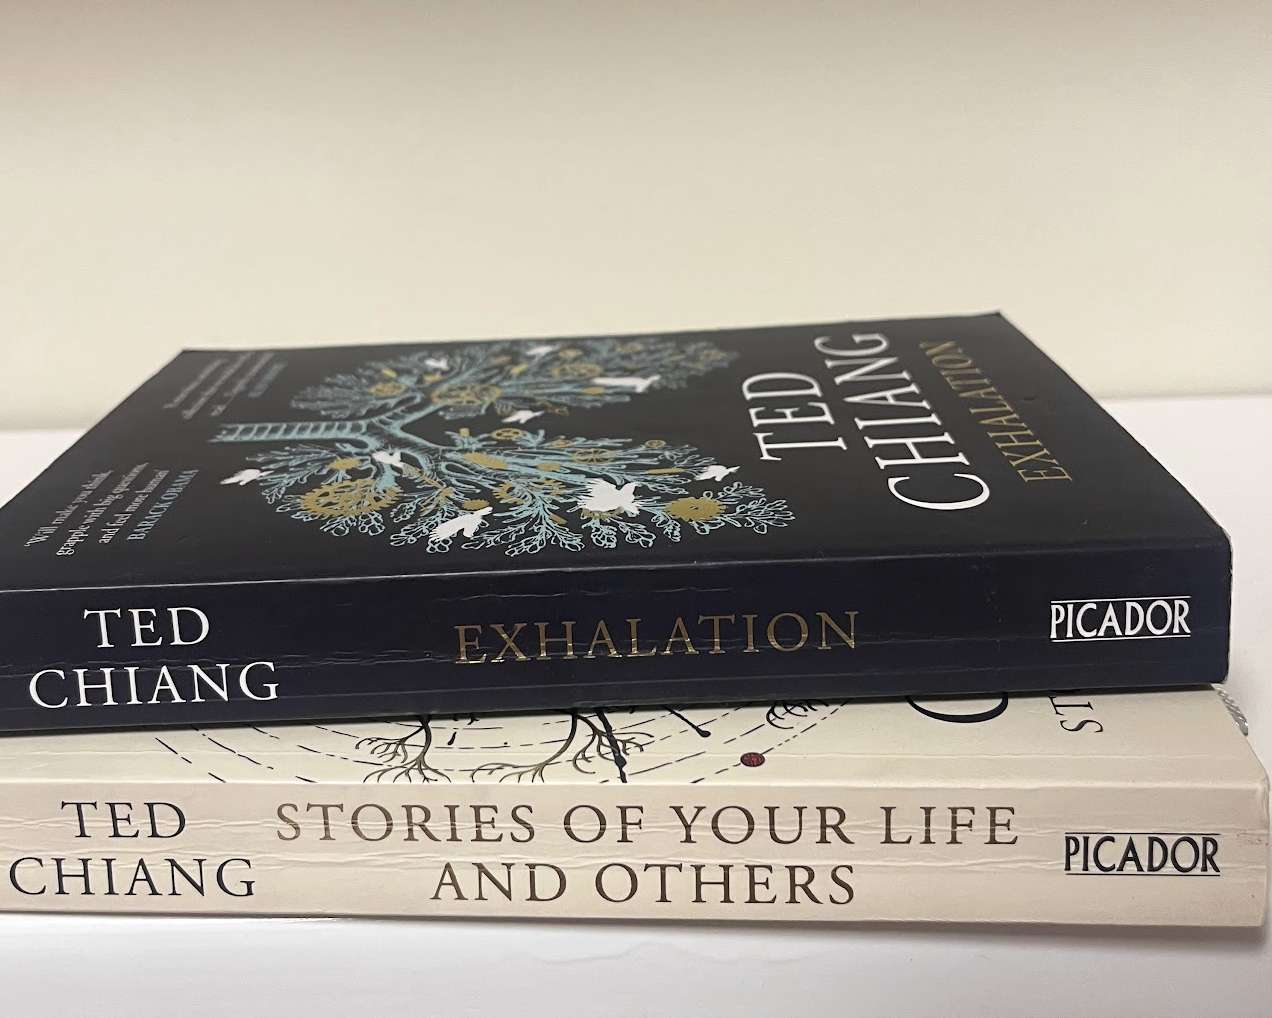 "Will make you think
grapple with big questions
and feel more human'
BARACK OBAMA
TED
CHIANG
EXHALATION
TED
CHIANG
EXHALATION
PICADOR
ST
TED
CHIANG
STORIES OF YOUR LIFE
AND OTHERS
PICADOR